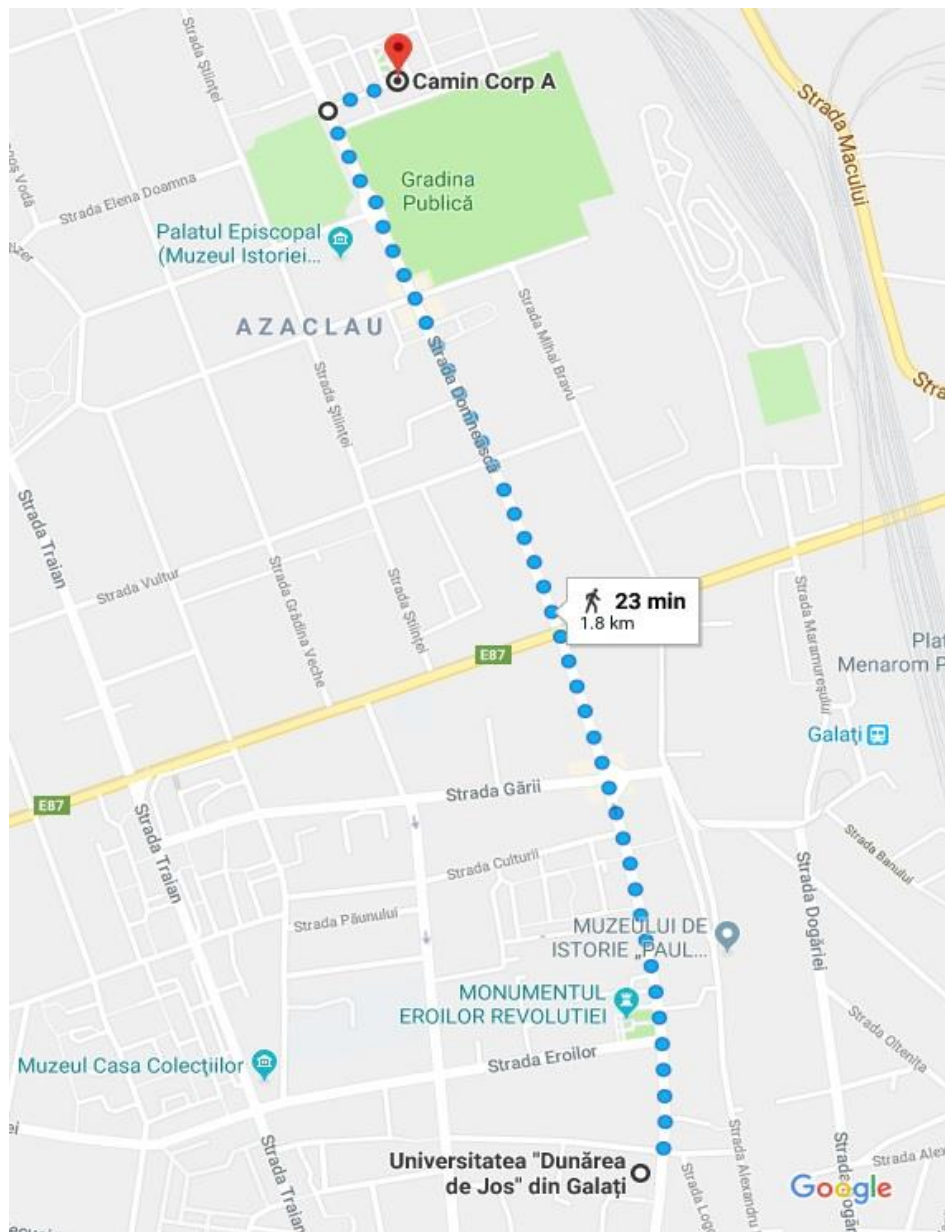 Strada Științei
Camin Corp A
Strada Macului
Gradina
Publică
Strada Elena Doamna
Palatul Episcopal
(Muzeul Istoriei...
AZACLAU
Strada Mihai Bravu
Strada Domnească
Strada Științei
Stra
Strada Traian
Strada Vultur
Strada Grădina Veche
Strada Științei
23 min
1.8 km
E87
Strada Maramureșului
Plat
Menarom P
Galați
E87
Strada Gării
Strada Traian
Strada Culturii
Strada Banului
Strada Păunului
Strada Dogăriei
MUZEULUI DE
ISTORIE „PAUL...
MONUMENTUL
EROILOR REVOLUTIEI
Strada Oltenița
Muzeul Casa Colecțiilor
Strada Eroilor
Strada Traian
Universitatea "Dunărea
de Jos" din Galați
Strada Alexandru
Strada Alex
Google